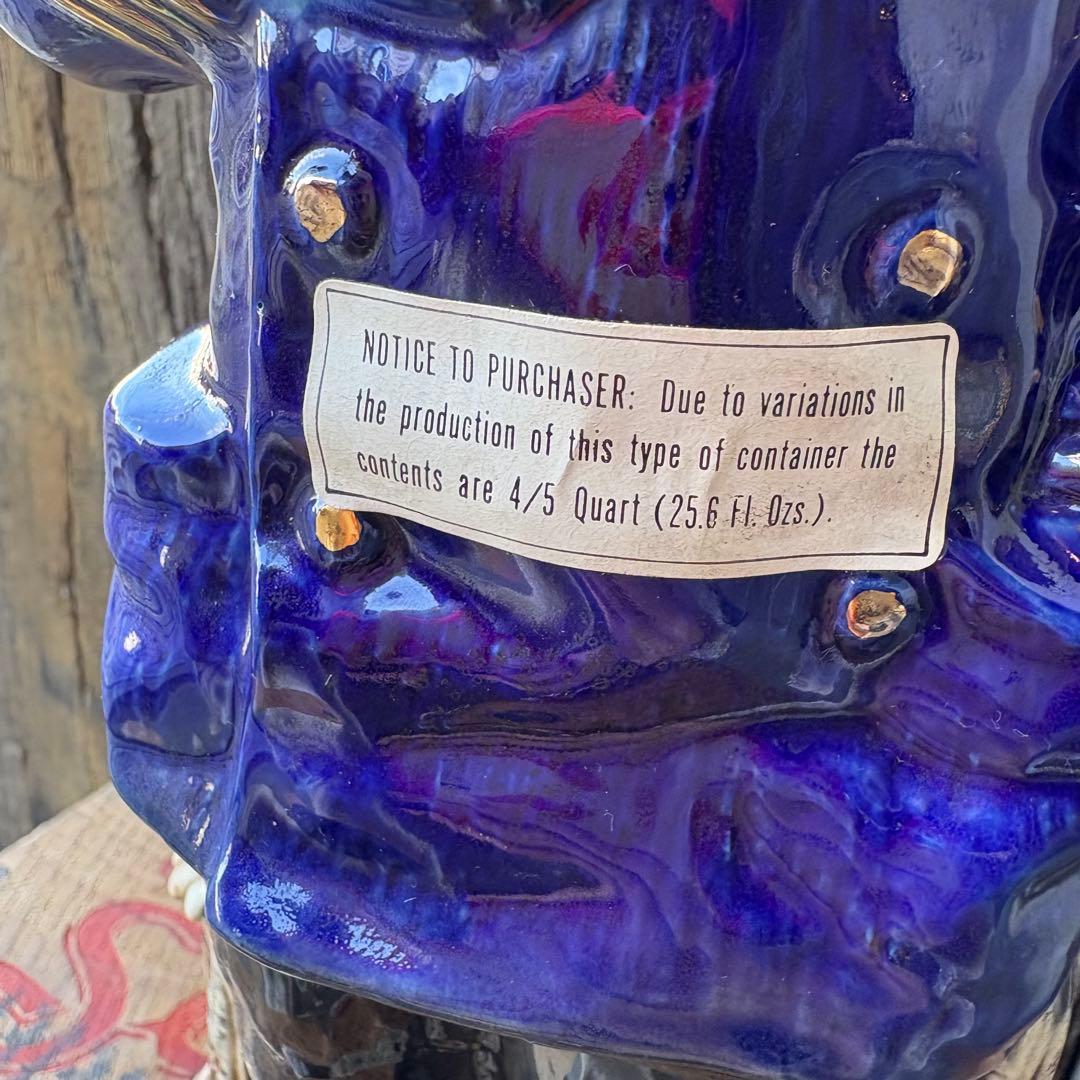 NOTICE TO PURCHASER: Due to variations in
the production of this type of container the
contents are 4/5 Quart (25.6 Fl. Ozs.).